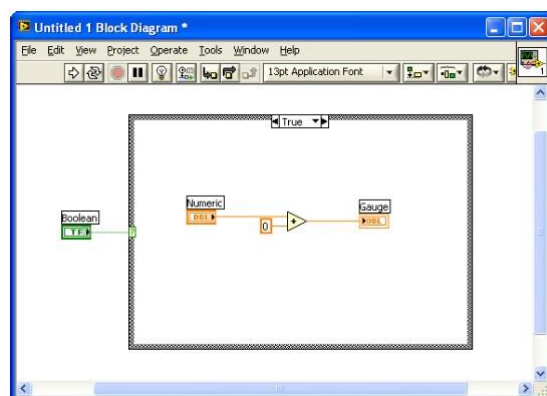 Untitled 1 Block Diagram *
File Edit View Project Operate Tools Window Help
13pt Application Font
1
True
Numeric
DBL
0
Gauge
DBL
Boolean
TF
?